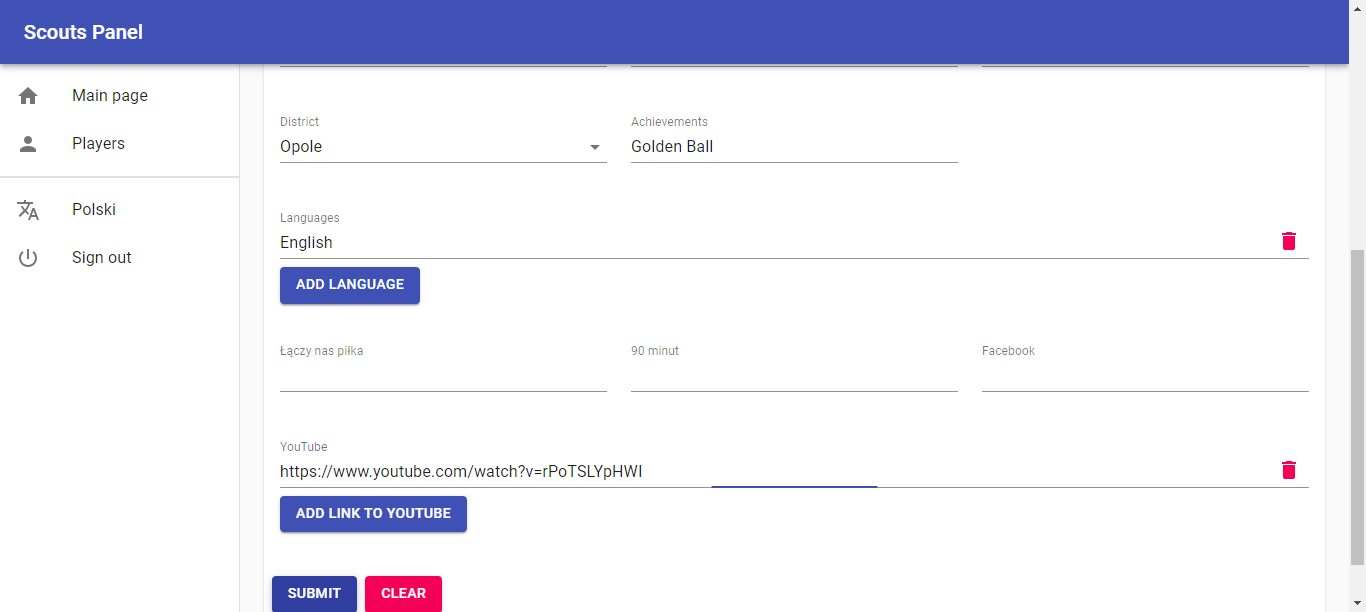 Scouts Panel
Main page
Players
Polski
Sign out
District
Achievements
Opole
Golden Ball
Languages
English
ADD LANGUAGE
Łączy nas piłka
90 minut
Facebook
YouTube
https://www.youtube.com/watch?v=rPoTSLYpHWI
ADD LINK TO YOUTUBE
SUBMIT
CLEAR